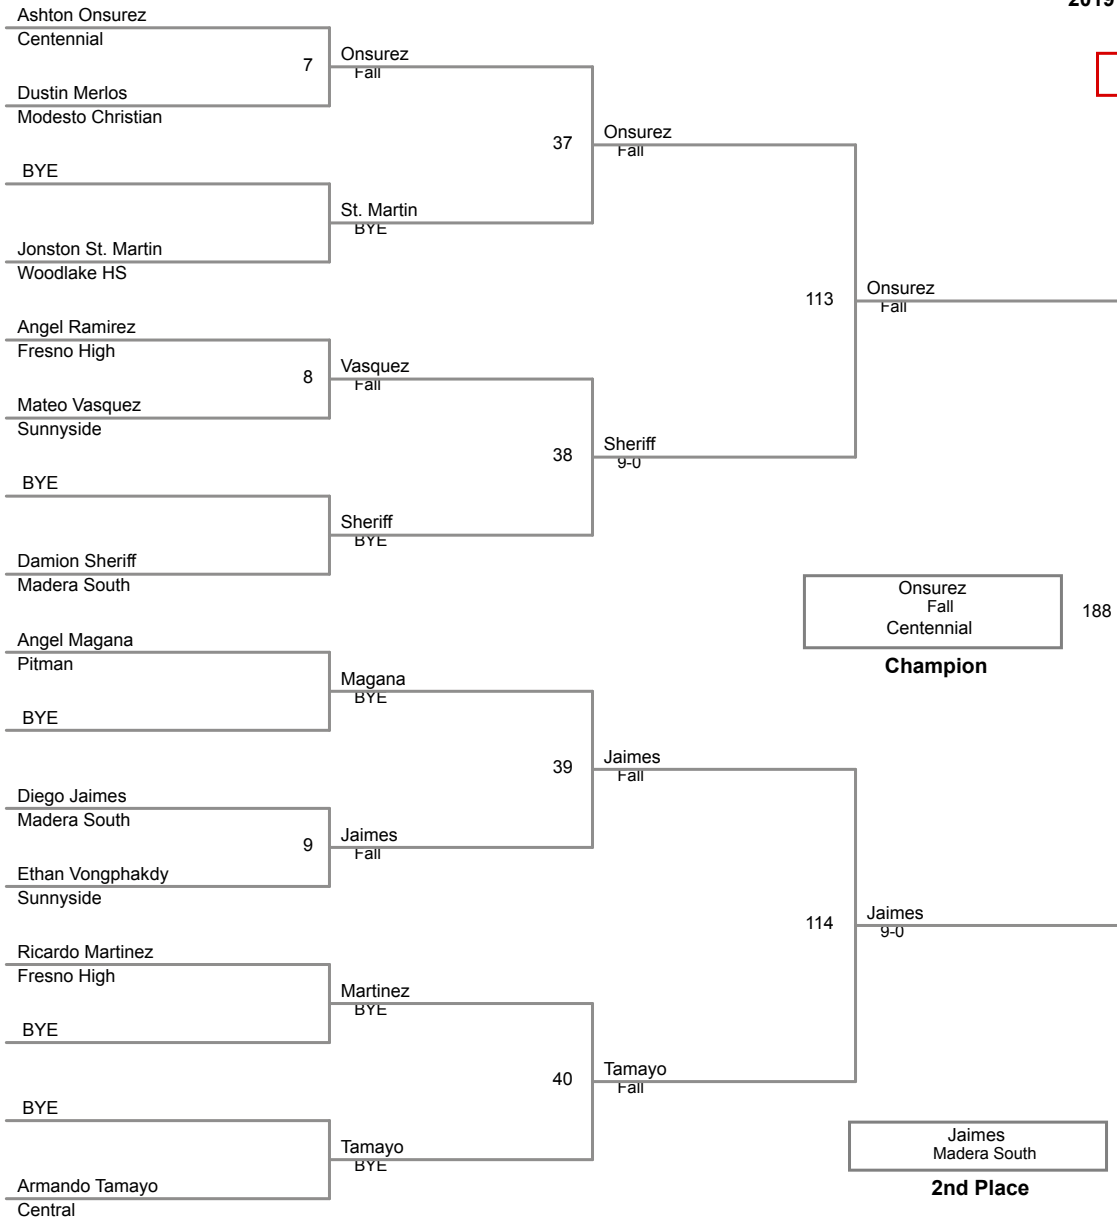 2019
Ashton Onsurez
Centennial
7
Dustin Merlos
Modesto Christian
Onsurez
Fall
BYE
Jonston St. Martin
Woodlake HS
St. Martin
BYE
37
Onsurez
Fall
Angel Ramirez
Fresno High
8
Mateo Vasquez
Sunnyside
Vasquez
Fall
BYE
Damion Sheriff
Madera South
Sheriff
BYE
38
Sheriff
9-0
113
Onsurez
Fall
Onsurez
Fall
Centennial
188
Champion
Angel Magana
Pitman
BYE
Magana
BYE
Diego Jaimes
Madera South
9
Ethan Vongphakdy
Sunnyside
Jaimes
Fall
39
Jaimes
Fall
Ricardo Martinez
Fresno High
BYE
Martinez
BYE
BYE
Armando Tamayo
Central
Tamayo
BYE
40
Tamayo
Fall
114
Jaimes
9-0
Jaimes
Madera South
2nd Place